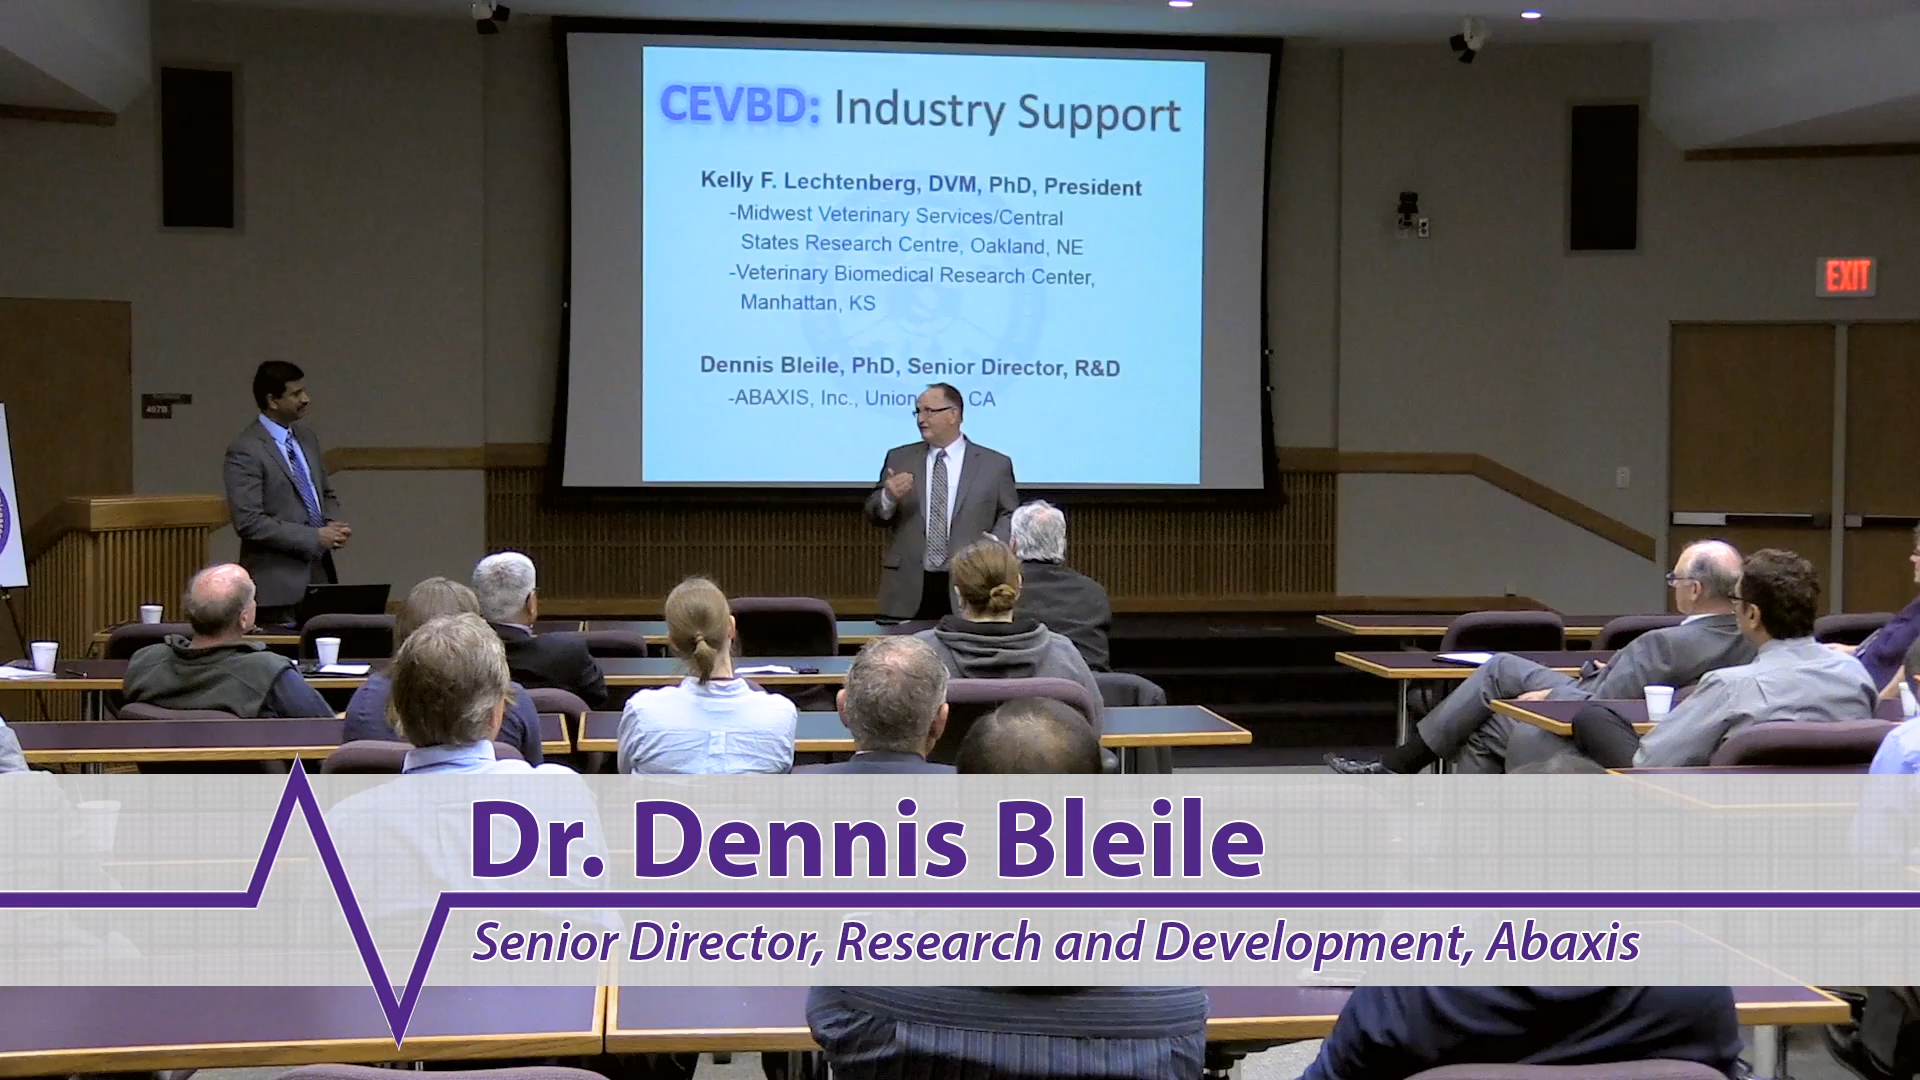 CEVBD: Industry Support
Kelly F. Lechtenberg, DVM, PhD, President
-Midwest Veterinary Services/Central
States Research Centre, Oakland, NE
-Veterinary Biomedical Research Center,
Manhattan, KS
Dennis Bleile, PhD, Senior Director, R&D
-ABAXIS, Inc., Union CA
EXIT
Dr. Dennis Bleile
Senior Director, Research and Development, Abaxis